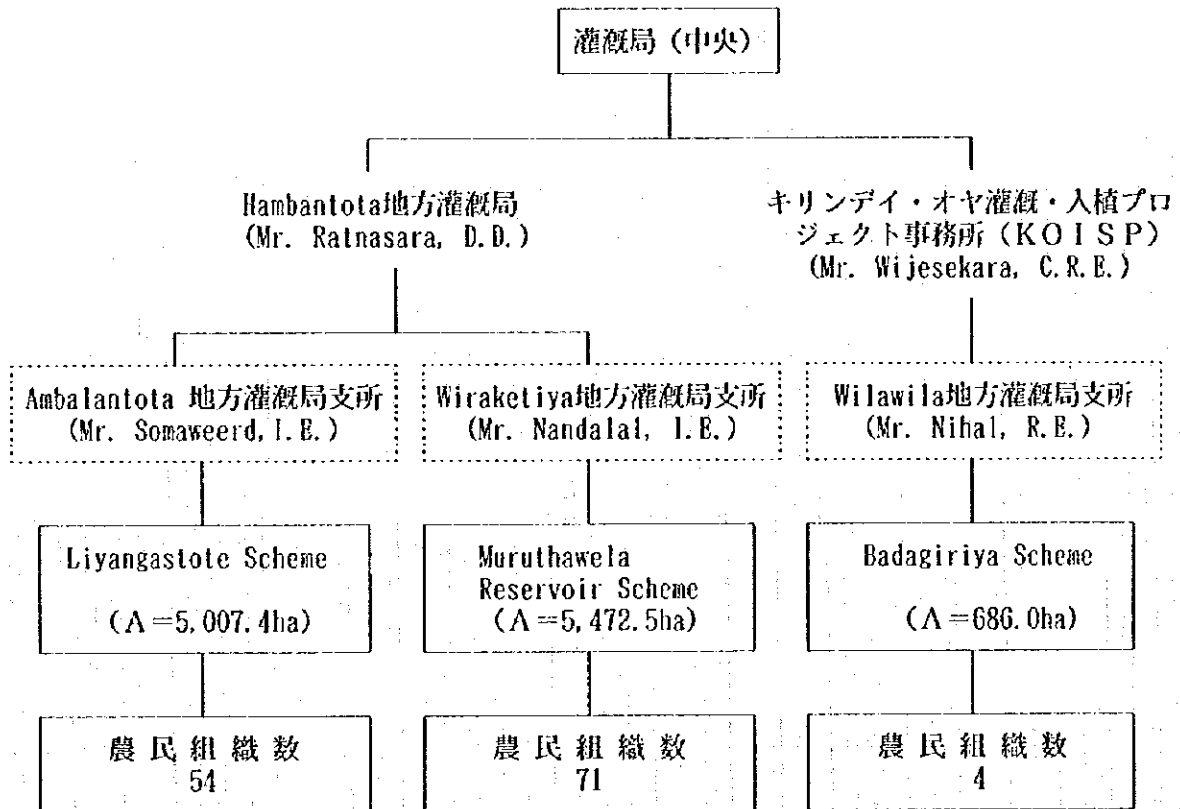 灌漑局（中央）
Hambantota地方灌漑局
(Mr. Ratnasara, D.D.)
キリンデイ・オヤ灌漑・入植プロ
ジェクト事務所（KOISP）
(Mr. Wijesekara, C.R.E.)
Ambalantota 地方灌漑局支所
(Mr. Somaweerd, I.E.)
Wiraketiya地方灌漑局支所
(Mr. Nandalal, I.E.)
Wilawila地方灌漑局支所
(Mr. Nihal, R.E.)
Liyangastote Scheme
(A=5,007.4ha)
Muruthawela
Reservoir Scheme
(A=5,472.5ha)
Badagiriya Scheme
(A=686.0ha)
農民組織数
54
農民組織数
71
農民組織数
4